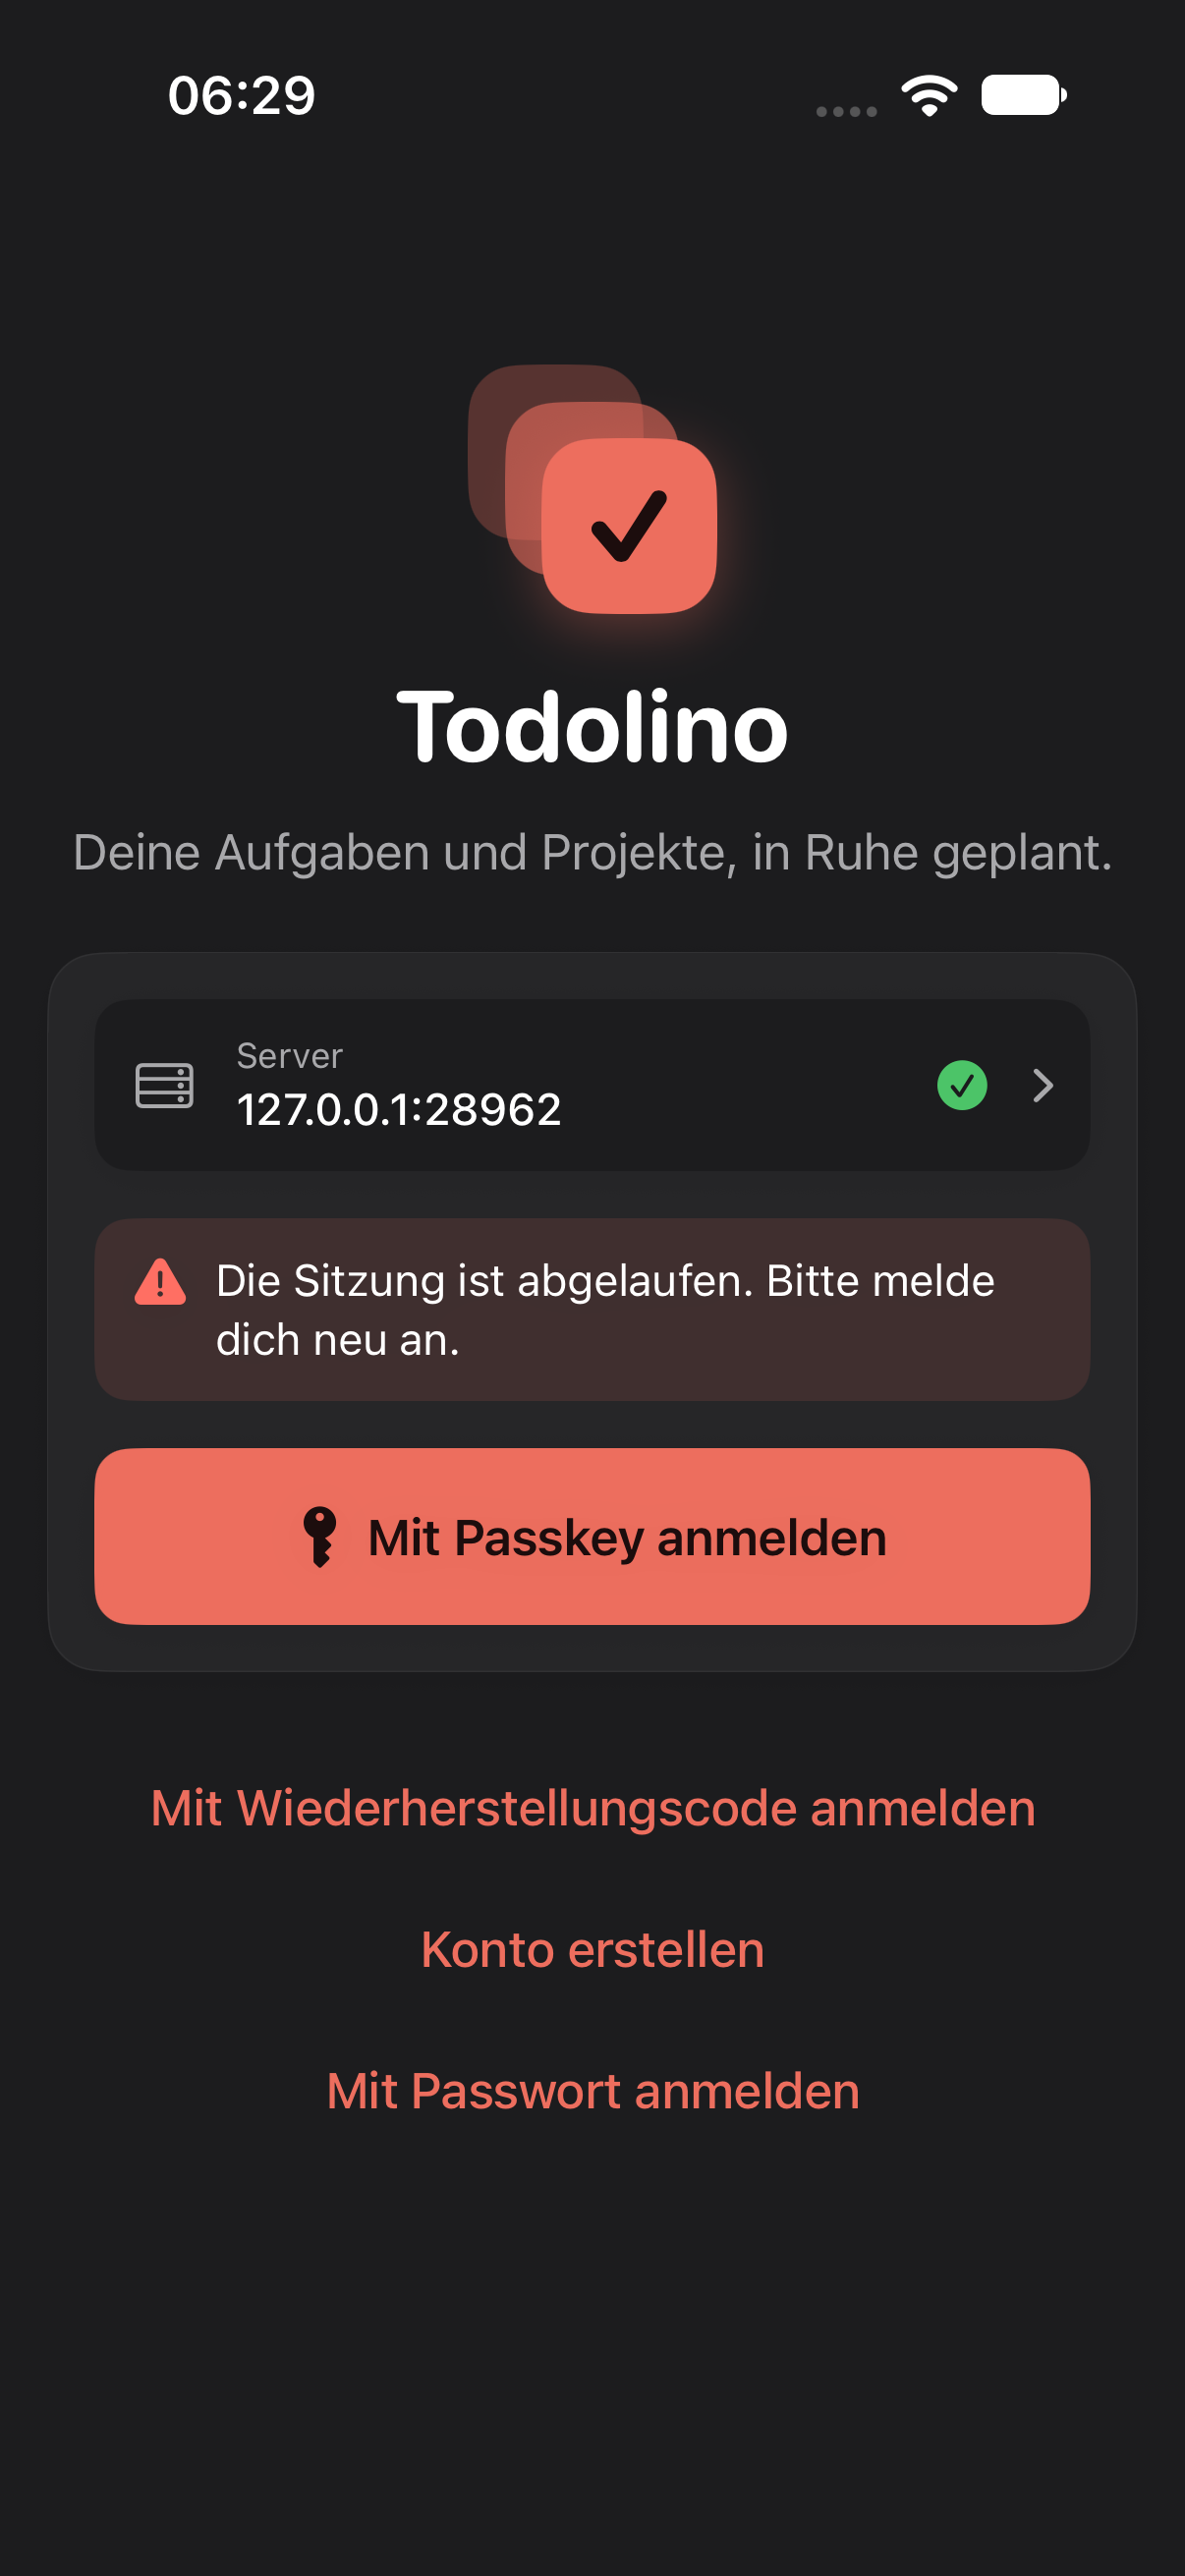 06:29
Todolino
Deine Aufgaben und Projekte, in Ruhe geplant.
Server
127.0.0.1:28962
Die Sitzung ist abgelaufen. Bitte melde
dich neu an.
Mit Passkey anmelden
Mit Wiederherstellungscode anmelden
Konto erstellen
Mit Passwort anmelden